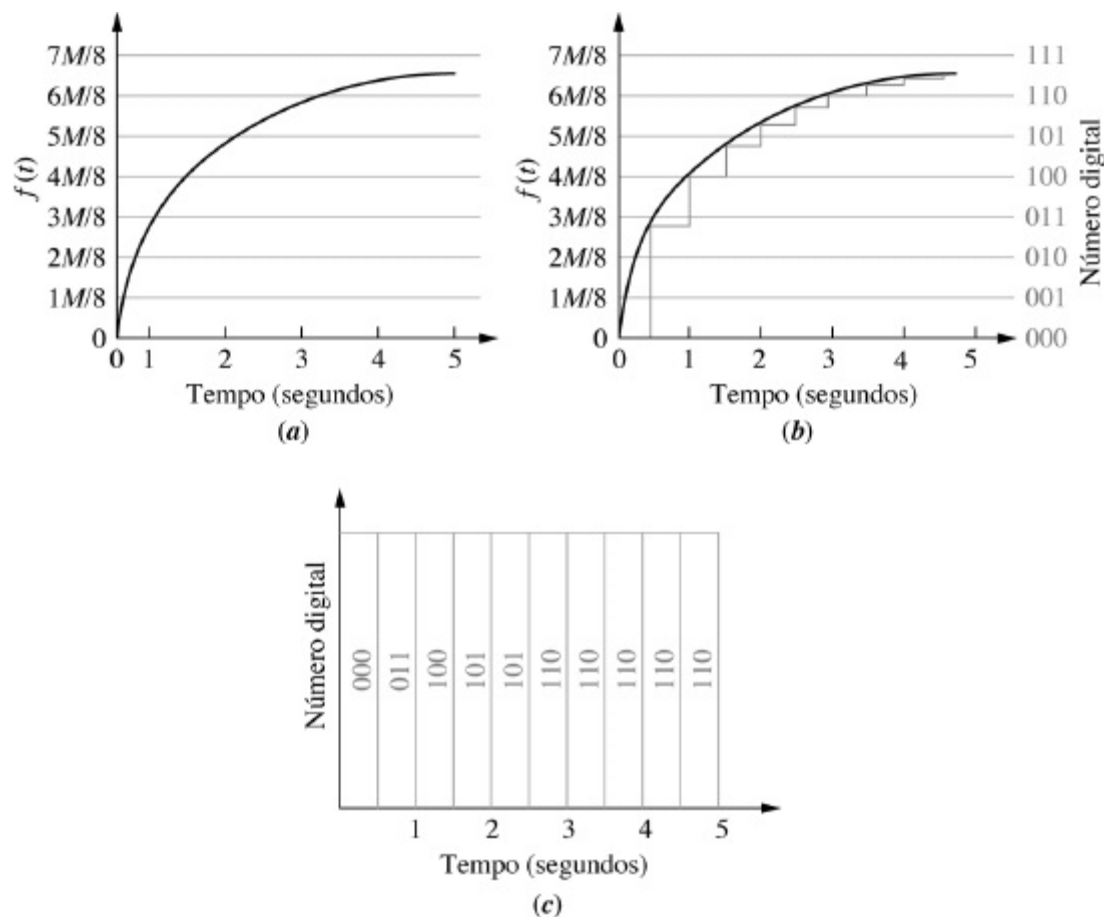 7M/8
6M/8
5M/8
4M/8
3M/8
2M/8
1M/8
0
f(t)
0 1 2 3 4 5
Tempo (segundos)
(a)
7M/8 111
6M/8 110
5M/8 101
4M/8 100
3M/8 011
2M/8 010
1M/8 001
0 000
f(t)
Número digital
0 1 2 3 4 5
Tempo (segundos)
(b)
Número digital
000 011 100 101 101 110 110 110 110 110
1 2 3 4 5
Tempo (segundos)
(c)